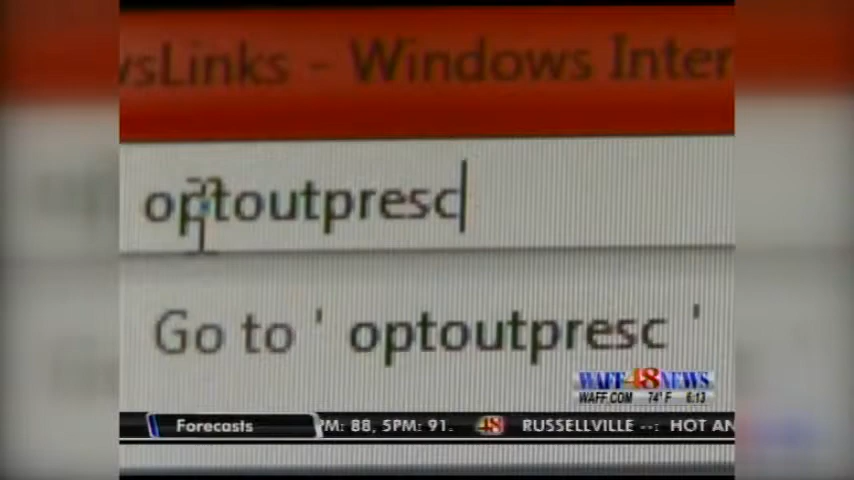 wsLinks - Windows Inter
optoutpresc
Go to ' optoutpresc '
WAFF 48 NEWS
WAFF.COM 74° F 6:13
Forecasts PM: 88, 5PM: 91. 48 RUSSELLVILLE --: HOT AN